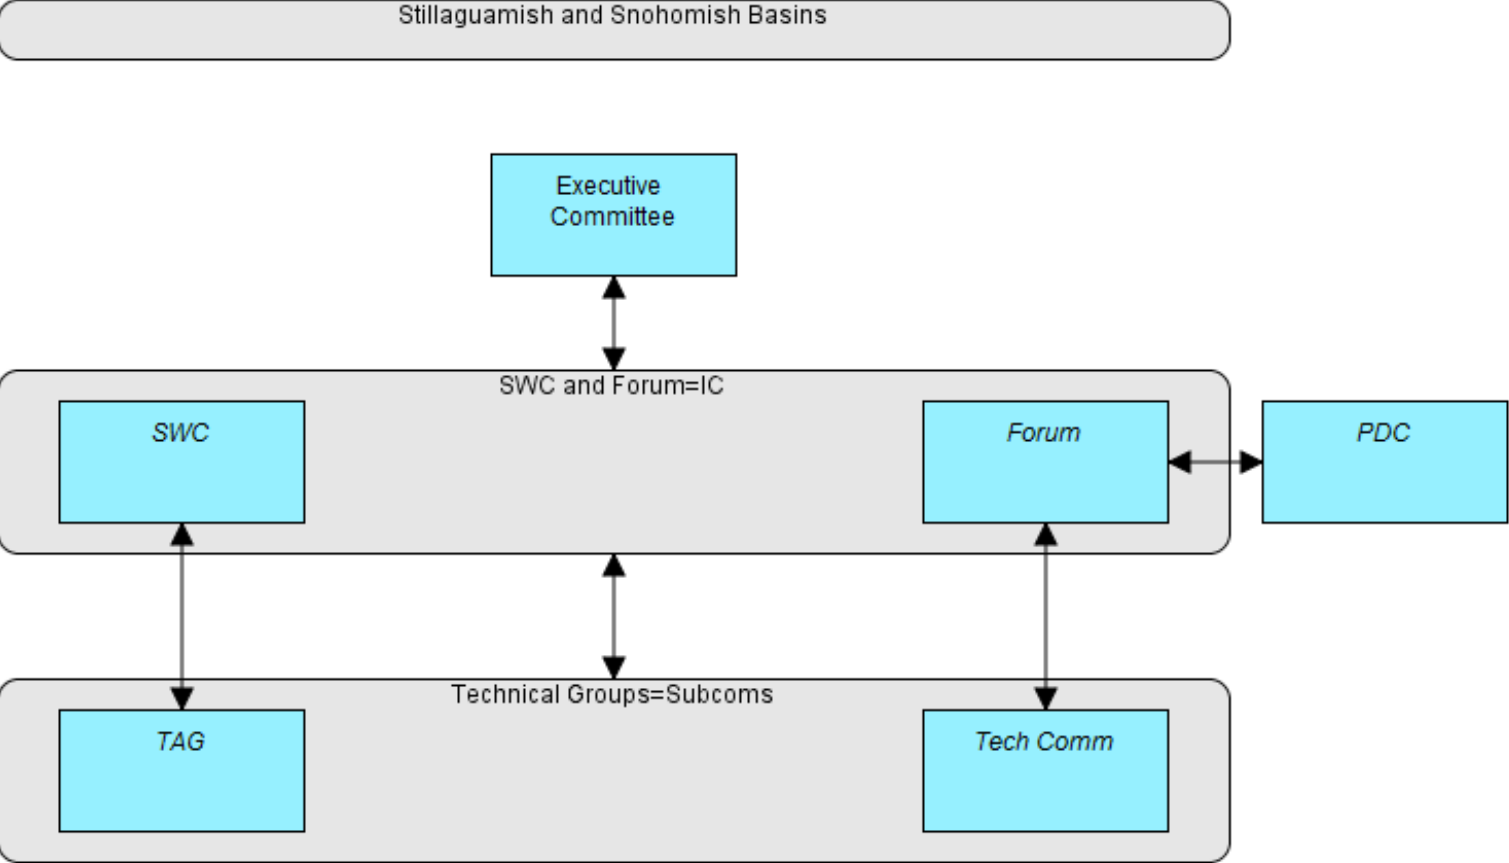 Stillaguamish and Snohomish Basins
Executive
Committee
SWC and Forum=IC
SWC
Forum
PDC
Technical Groups=Subcoms
TAG
Tech Comm